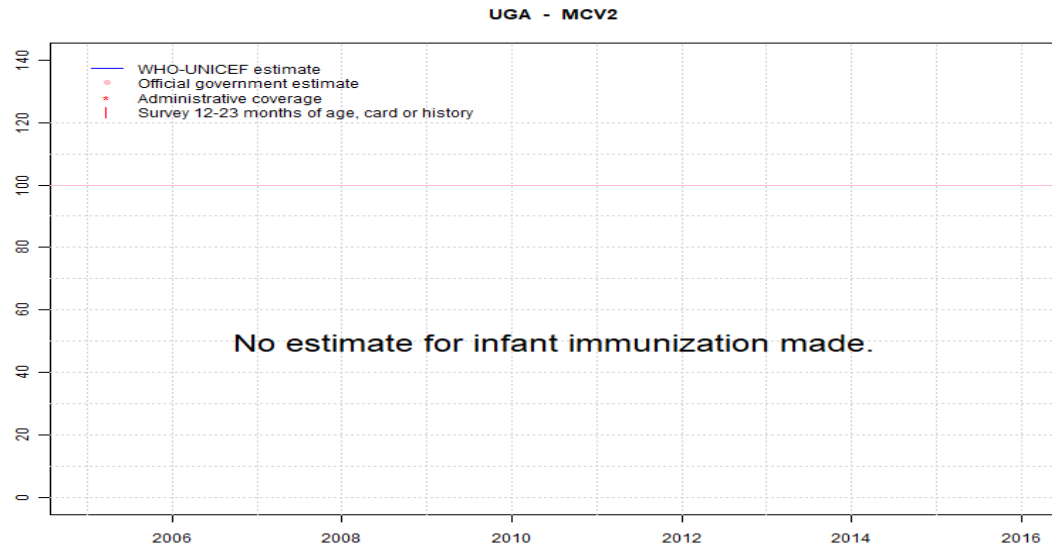 UGA - MCV2
140
120
100
80
60
40
20
0
WHO-UNICEF estimate
Official government estimate
Administrative coverage
Survey 12-23 months of age, card or history
No estimate for infant immunization made.
2006 2008 2010 2012 2014 2016